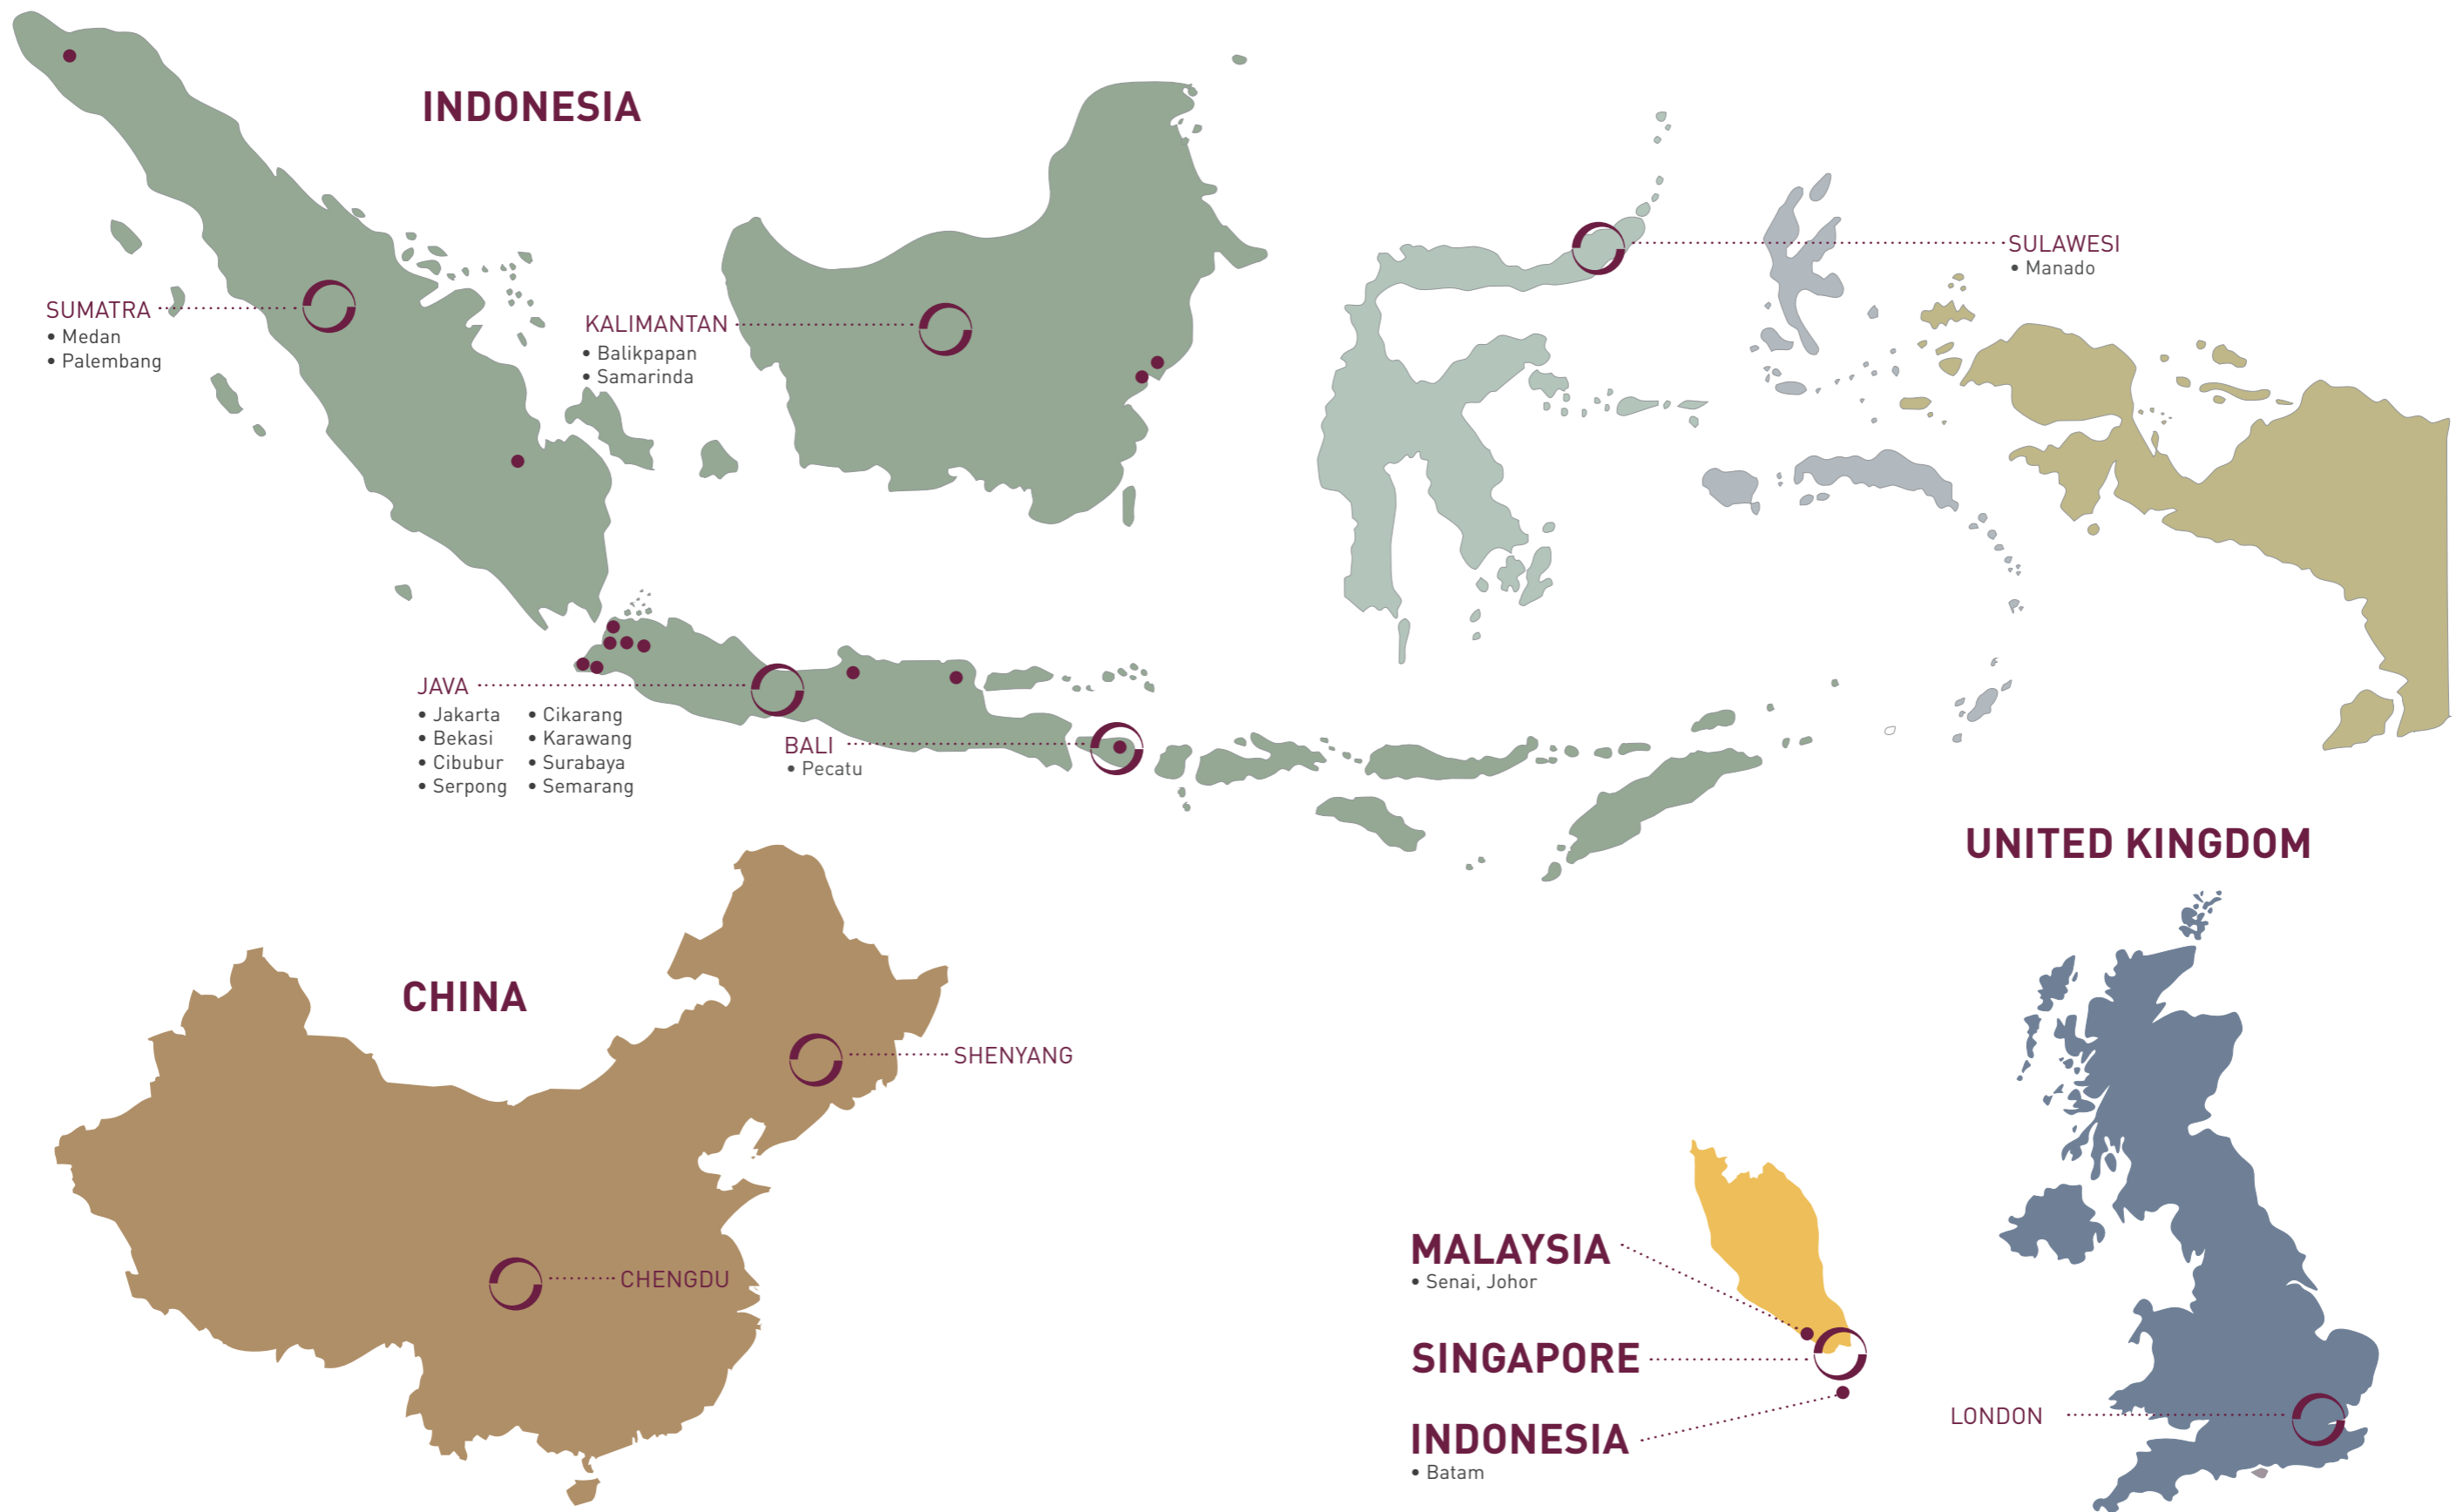 INDONESIA
SULAWESI
• Manado
SUMATRA
• Medan
• Palembang
KALIMANTAN
• Balikpapan
• Samarinda
JAVA
• Jakarta
• Bekasi
• Cibubur
• Serpong
• Cikarang
• Karawang
• Surabaya
• Semarang
BALI
• Pecatu
UNITED KINGDOM
LONDON
CHINA
SHENYANG
CHENGDU
MALAYSIA
• Senai, Johor
SINGAPORE
INDONESIA
• Batam